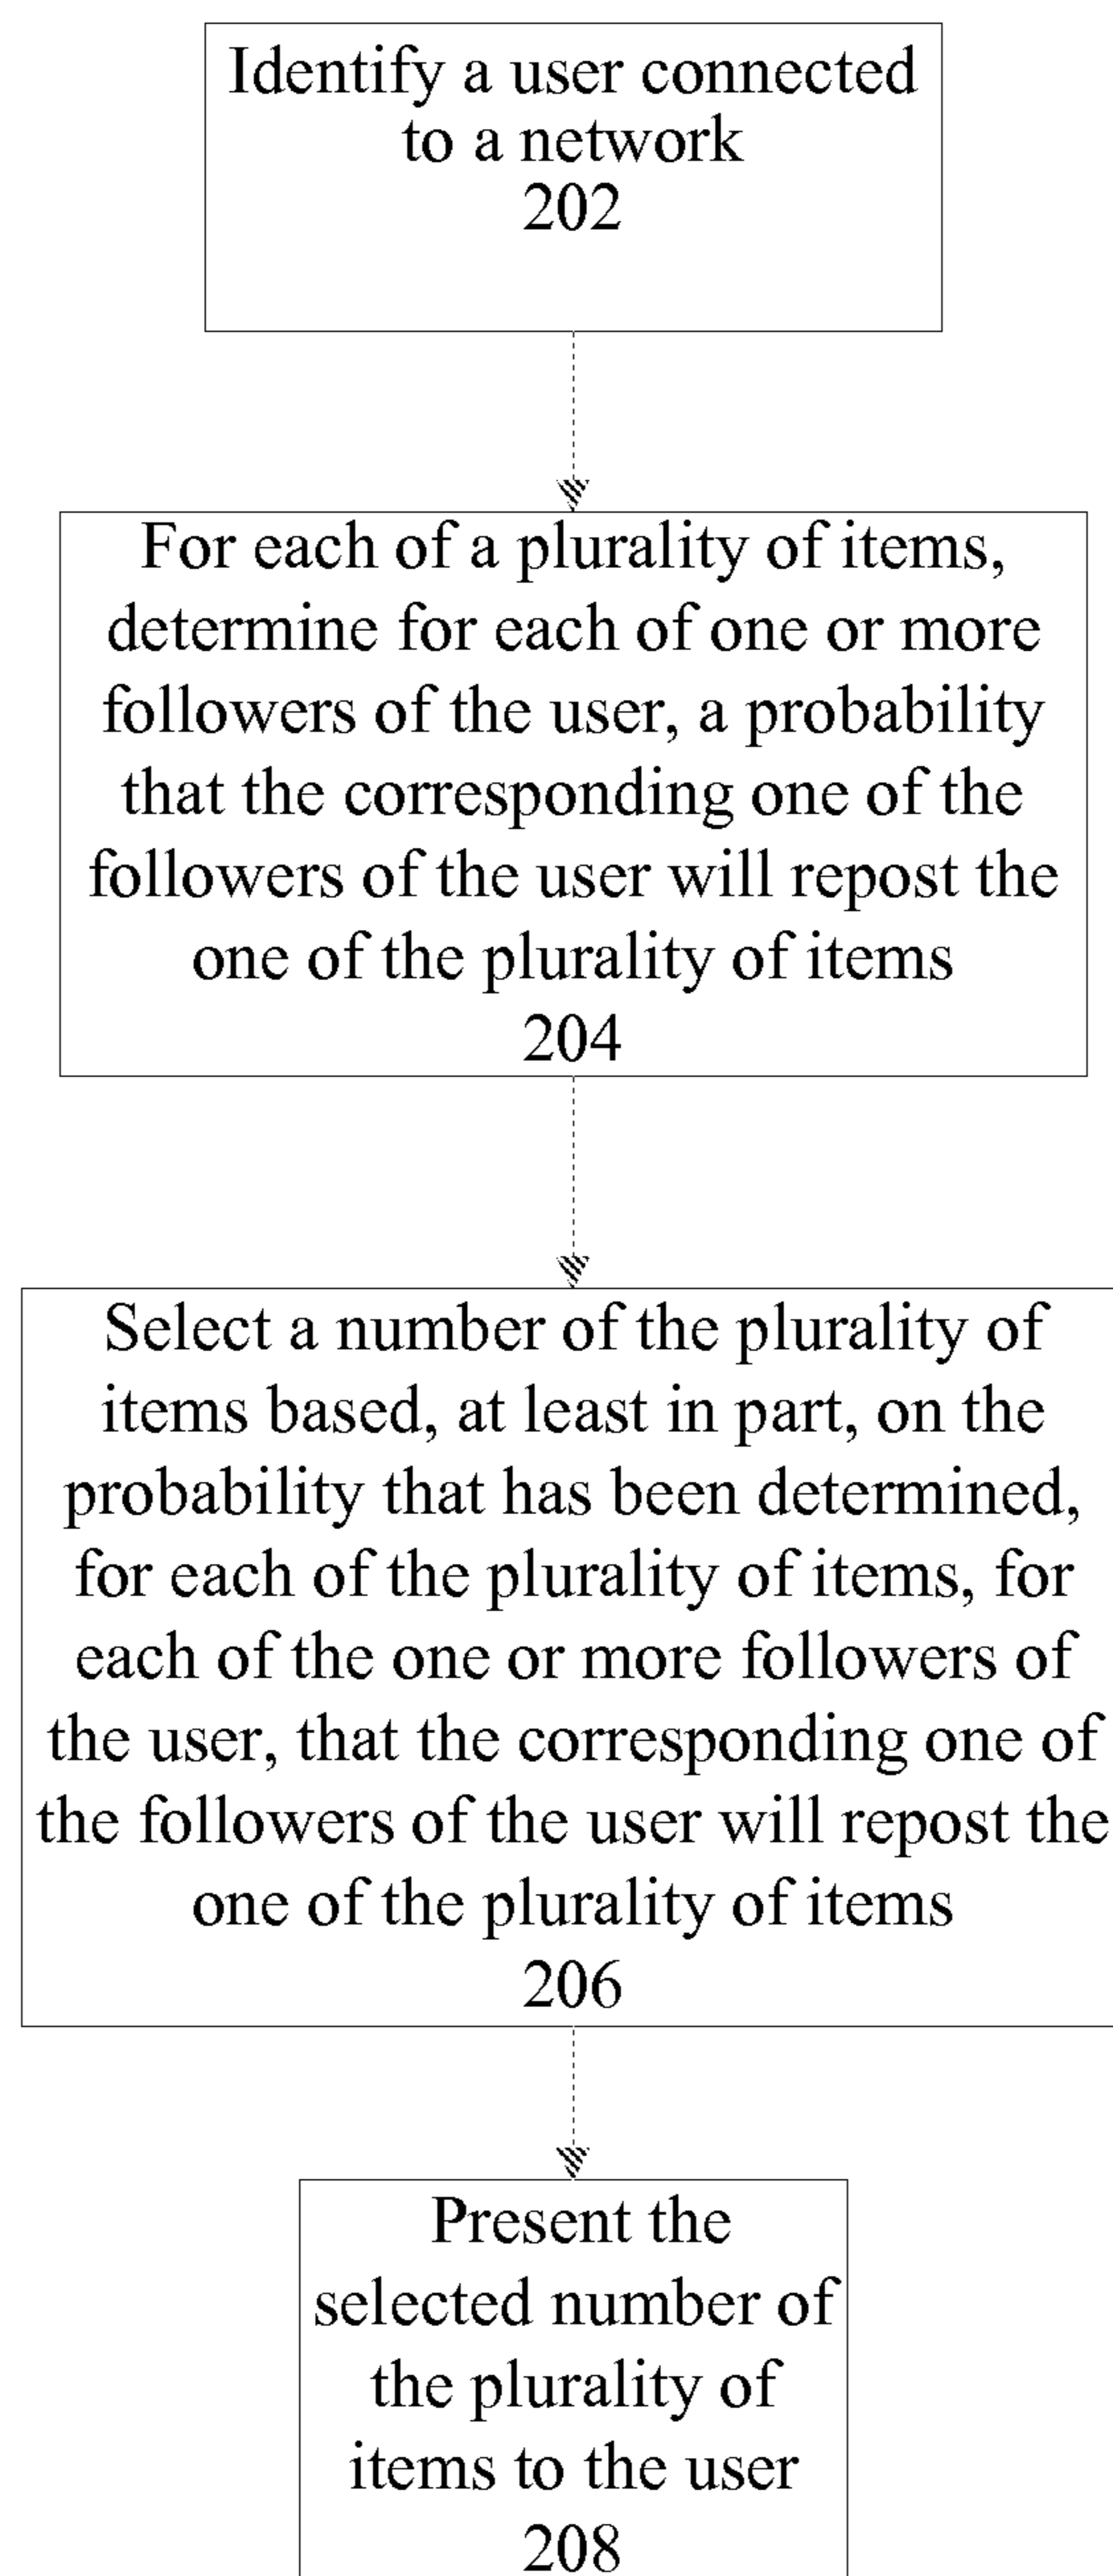 Identify a user connected
to a network
202
For each of a plurality of items,
determine for each of one or more
followers of the user, a probability
that the corresponding one of the
followers of the user will repost the
one of the plurality of items
204
Select a number of the plurality of
items based, at least in part, on the
probability that has been determined,
for each of the plurality of items, for
each of the one or more followers of
the user, that the corresponding one of
the followers of the user will repost the
one of the plurality of items
206
Present the
selected number of
the plurality of
items to the user
208